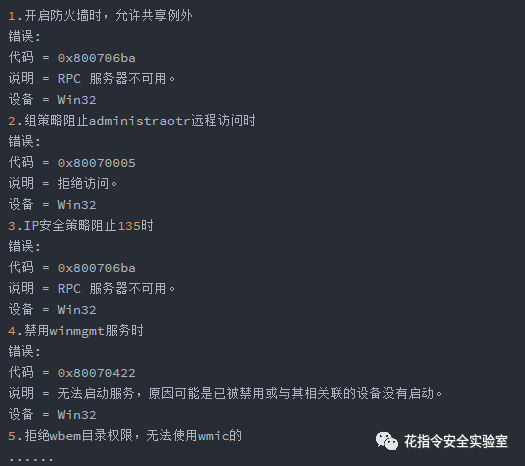 1.开启防火墙时，允许共享例外
错误:
代码 = 0x800706ba
说明 = RPC 服务器不可用。
设备 = Win32
2.组策略阻止administraotr远程访问时
错误:
代码 = 0x80070005
说明 = 拒绝访问。
设备 = Win32
3.IP安全策略阻止135时
错误:
代码 = 0x800706ba
说明 = RPC 服务器不可用。
设备 = Win32
4.禁用winmgmt服务时
错误:
代码 = 0x80070422
说明 = 无法启动服务，原因可能是已被禁用或与其相关联的设备没有启动。
设备 = Win32
5.拒绝wbem目录权限，无法使用wmic的
......
花指令安全实验室